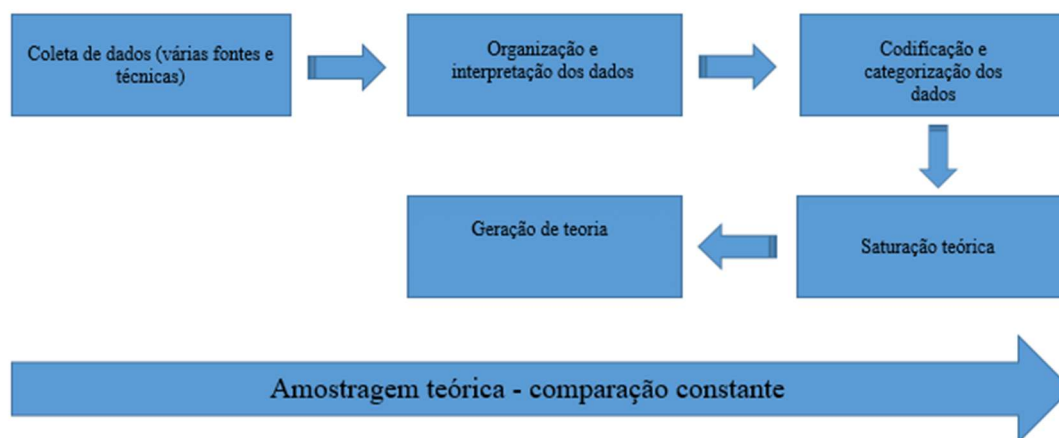 Coleta de dados (várias fontes e
técnicas)
Organização e
interpretação dos dados
Codificação e
categorização dos
dados
Saturação teórica
Geração de teoria
Amostragem teórica - comparação constante